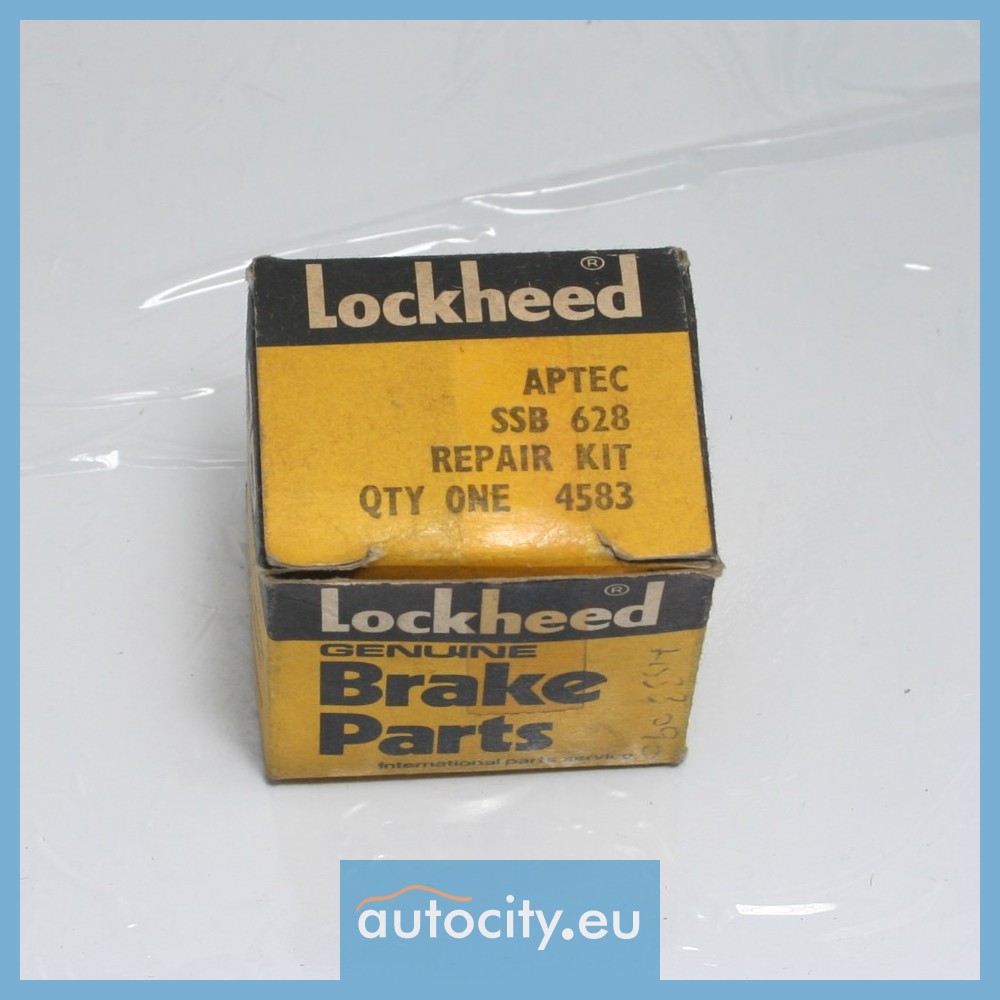 Lockheed ®
APTEC
SSB 628
REPAIR KIT
QTY ONE 4583
Lockheed ®
GENUINE
Brake
Parts
International parts service
autocity.eu